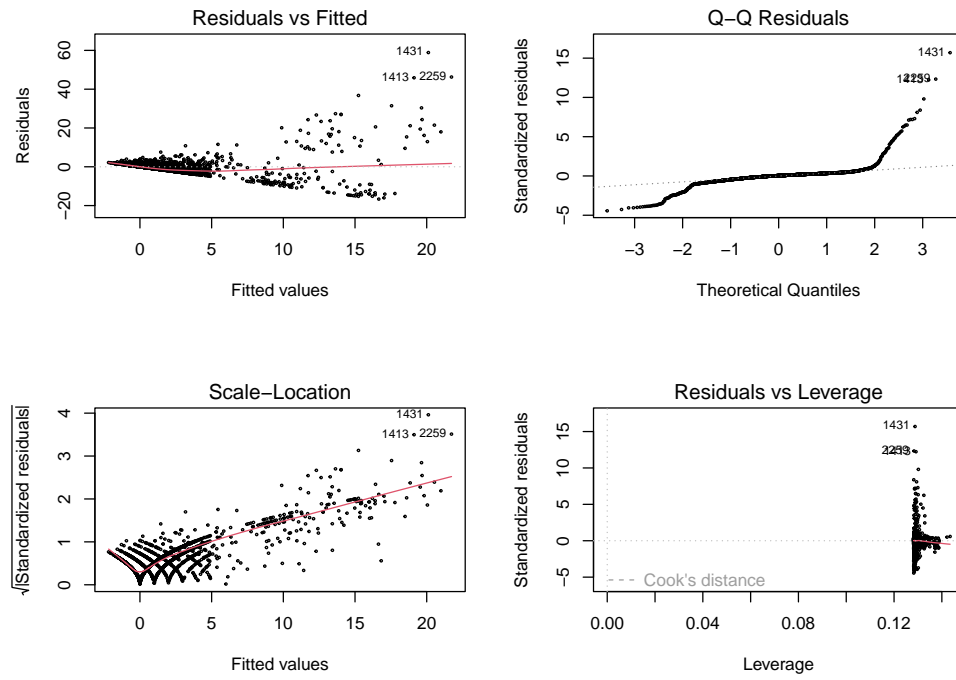 Residuals vs Fitted
Residuals
60
40
20
0
−20
0 5 10 15 20
Fitted values
1431
1413 2259
Q−Q Residuals
Standardized residuals
15
10
5
0
−5
−3 −2 −1 0 1 2 3
Theoretical Quantiles
1431
2259
1413
Scale−Location
√|Standardized residuals|
4
3
2
1
0
0 5 10 15 20
Fitted values
1431
1413 2259
Residuals vs Leverage
Standardized residuals
15
10
5
0
−5
0.00 0.04 0.08 0.12
Leverage
Cook's distance
1431
2259
1413